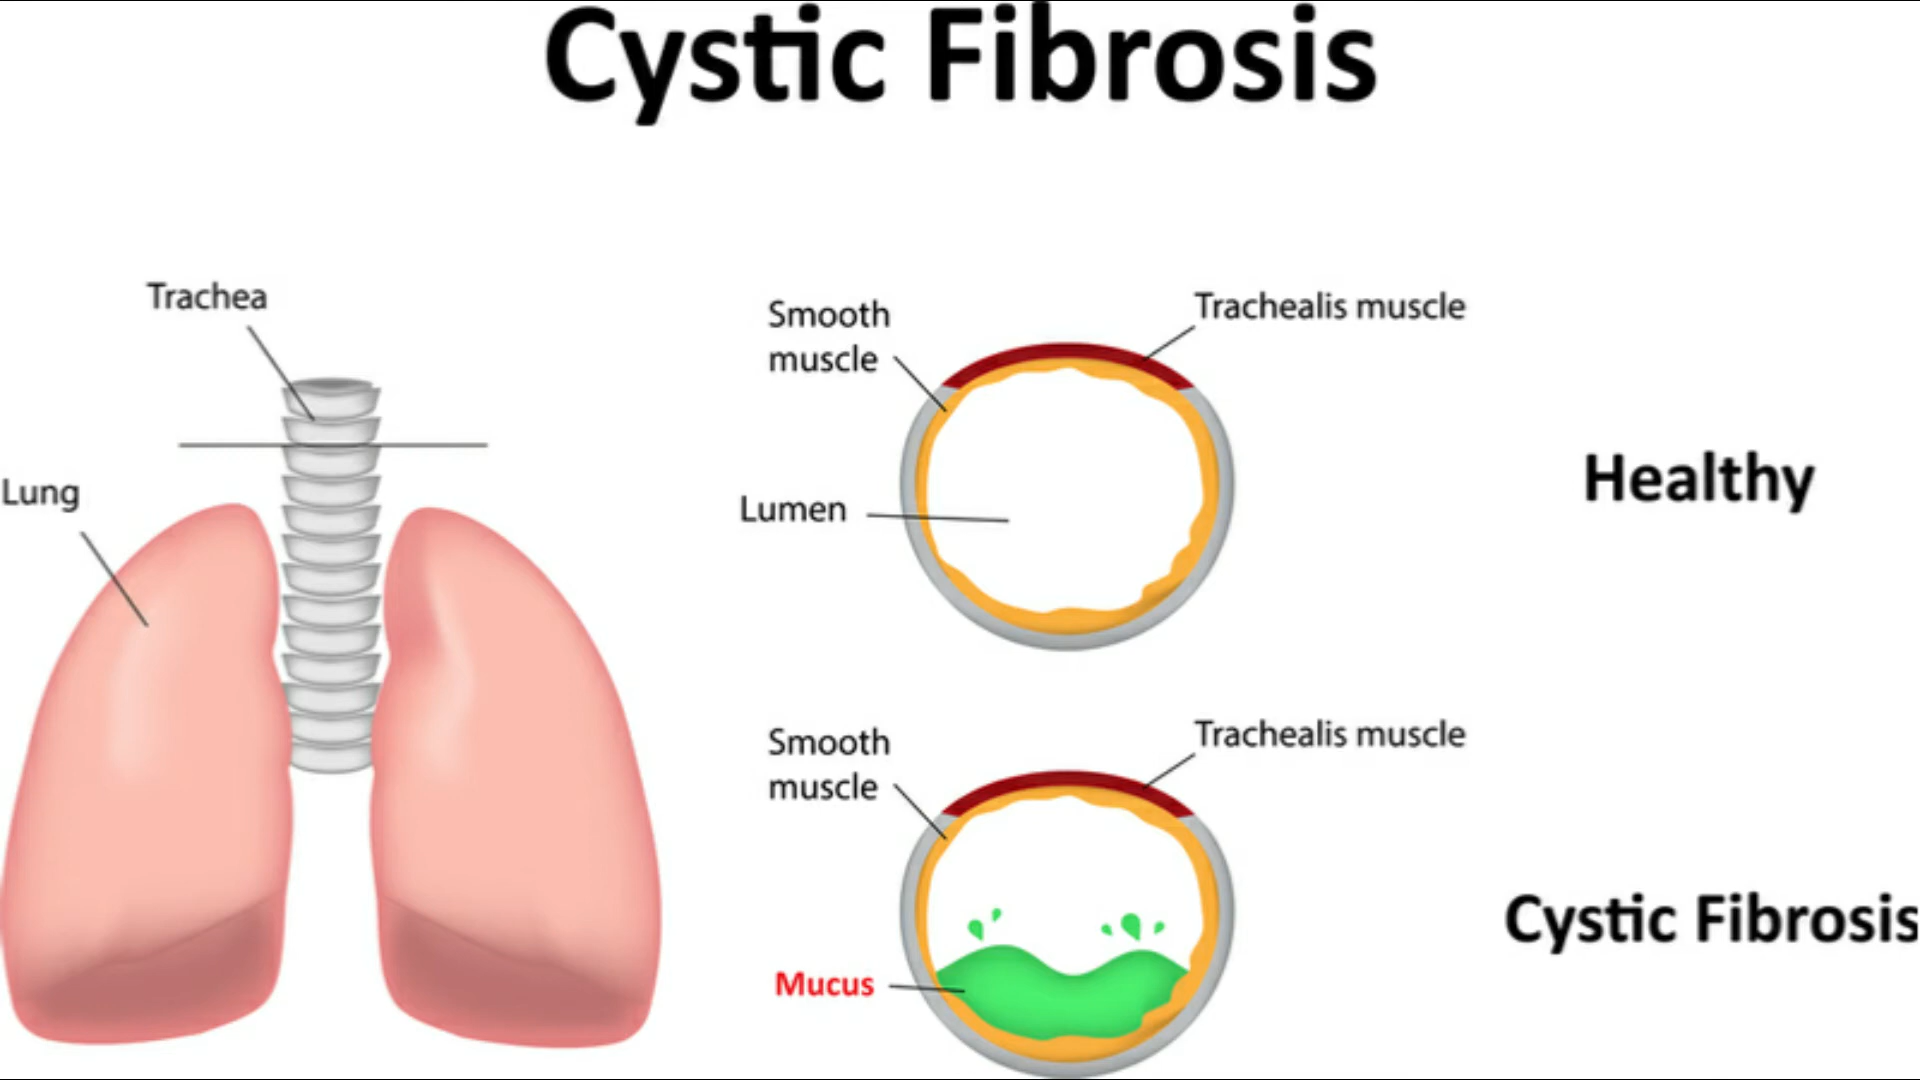 Cystic Fibrosis
Trachea
Lung
Smooth
muscle
Trachealis muscle
Lumen
Healthy
Smooth
muscle
Trachealis muscle
Mucus
Cystic Fibrosis